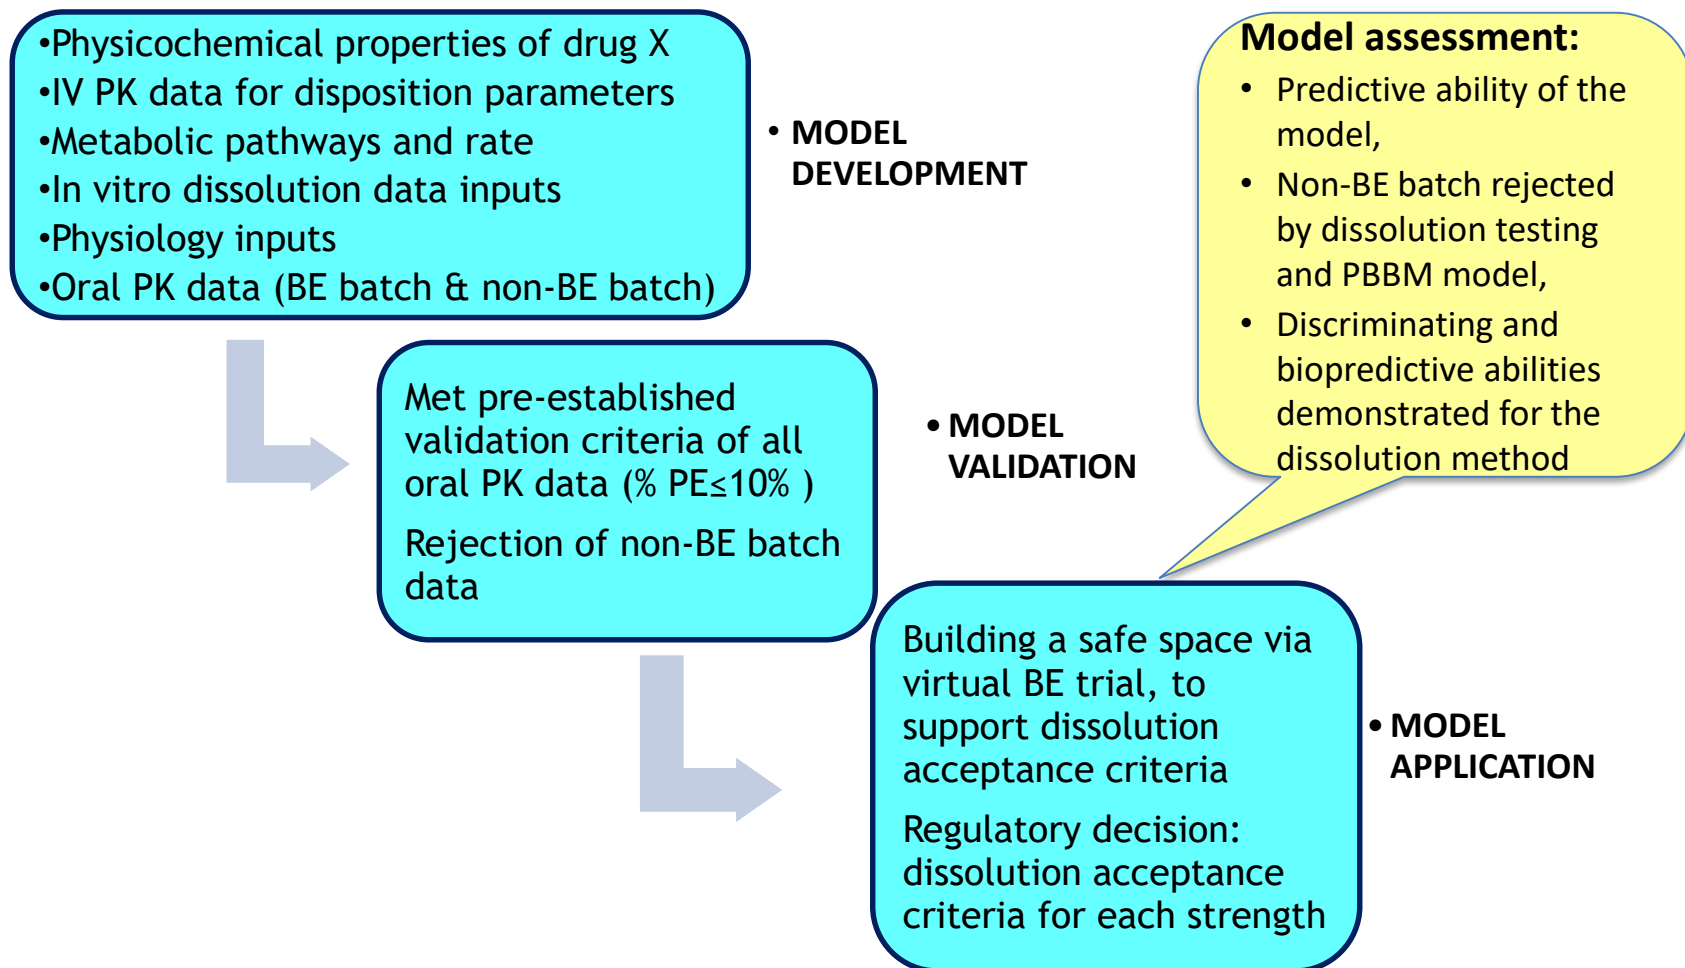 •Physicochemical properties of drug X
•IV PK data for disposition parameters
•Metabolic pathways and rate
•In vitro dissolution data inputs
•Physiology inputs
•Oral PK data (BE batch & non-BE batch)
• MODEL
DEVELOPMENT
Model assessment:
• Predictive ability of the
model,
• Non-BE batch rejected
by dissolution testing
and PBBM model,
• Discriminating and
biopredictive abilities
demonstrated for the
dissolution method
Met pre-established
validation criteria of all
oral PK data (% PE≤10% )
Rejection of non-BE batch
data
• MODEL
VALIDATION
Building a safe space via
virtual BE trial, to
support dissolution
acceptance criteria
Regulatory decision:
dissolution acceptance
criteria for each strength
• MODEL
APPLICATION